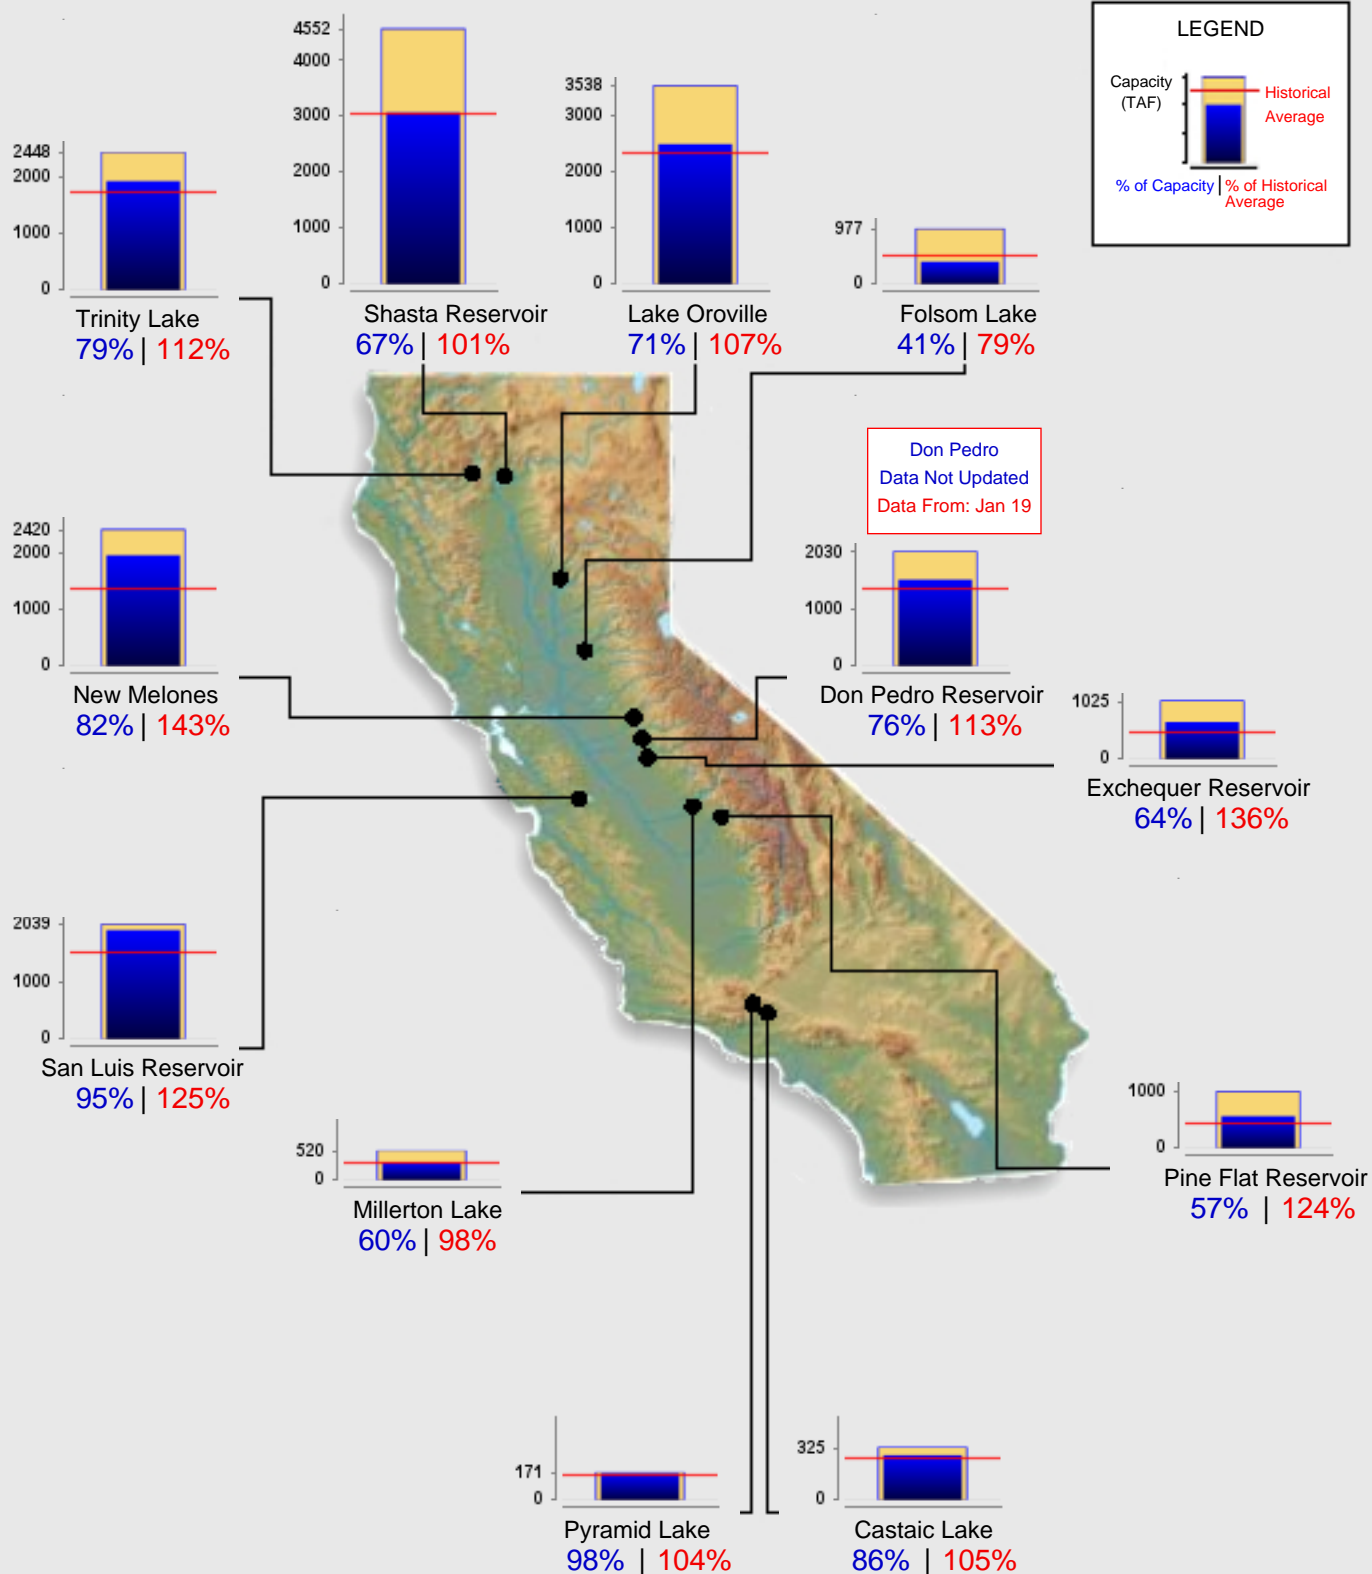 4552
4000
3000
2000
1000
0
Shasta Reservoir
67% | 101%
3538
3000
2000
1000
0
Lake Oroville
71% | 107%
LEGEND
Capacity
(TAF)
Historical
Average
% of Capacity | % of Historical
Average
2448
2000
1000
0
Trinity Lake
79% | 112%
977
0
Folsom Lake
41% | 79%
Don Pedro
Data Not Updated
Data From: Jan 19
2420
2000
1000
0
New Melones
82% | 143%
2030
1000
0
Don Pedro Reservoir
76% | 113%
1025
0
Exchequer Reservoir
64% | 136%
2039
1000
0
San Luis Reservoir
95% | 125%
520
0
Millerton Lake
60% | 98%
1000
0
Pine Flat Reservoir
57% | 124%
171
0
Pyramid Lake
98% | 104%
325
0
Castaic Lake
86% | 105%